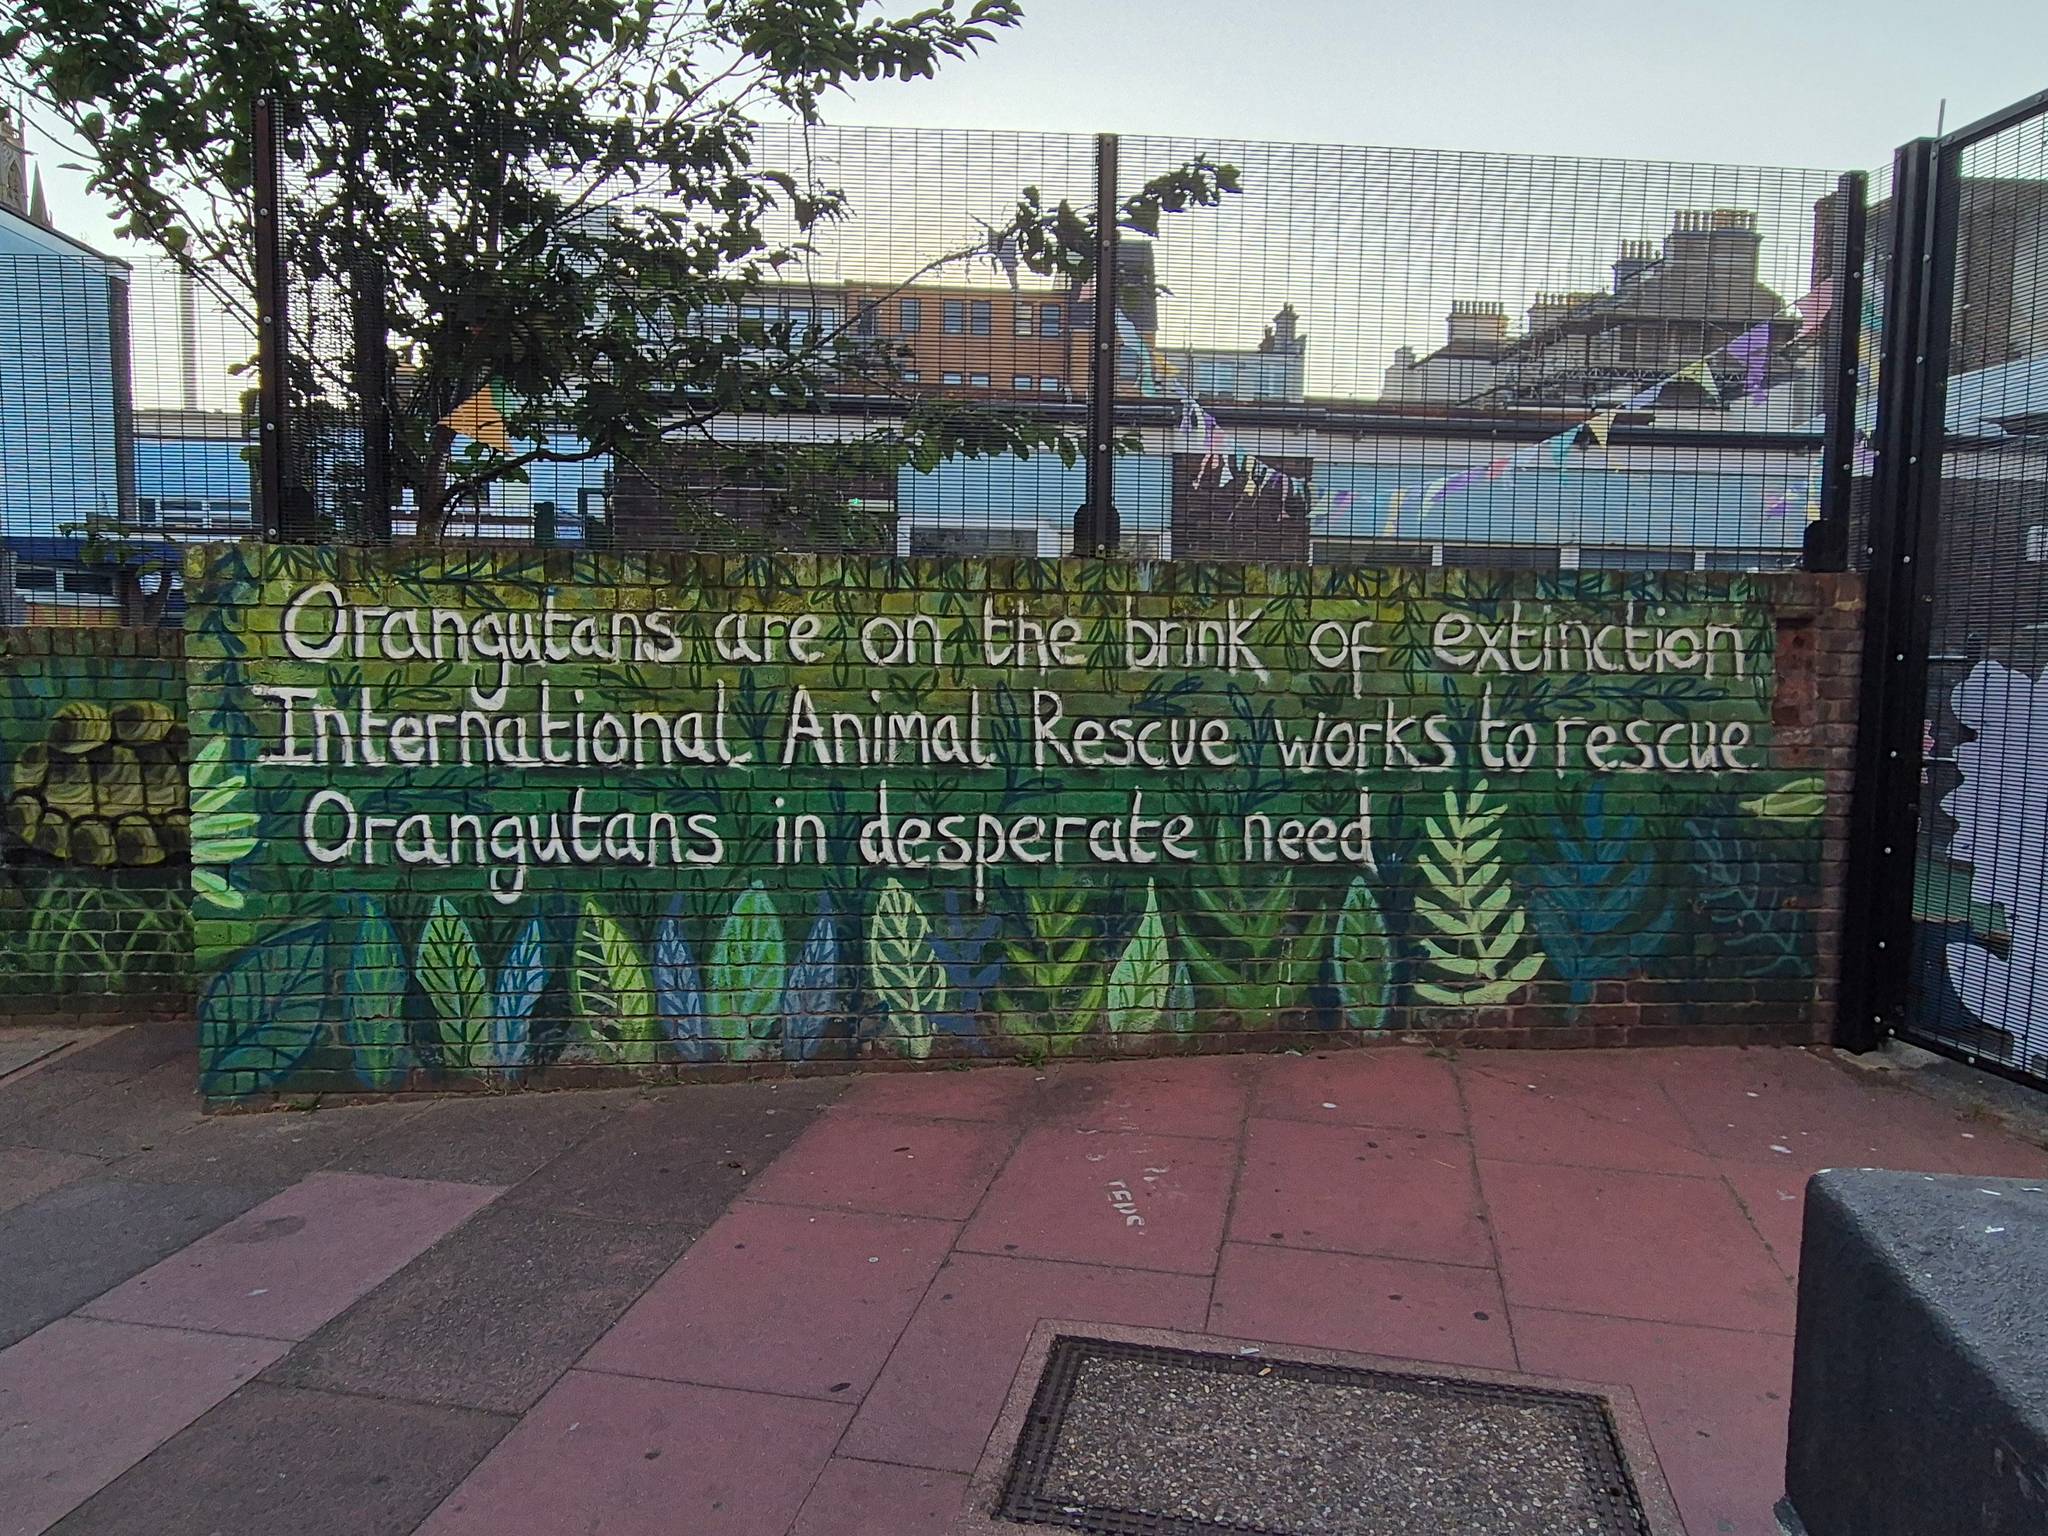 Orangutans are on the brink of extinction
International Animal Rescue works to rescue
Orangutans in desperate need